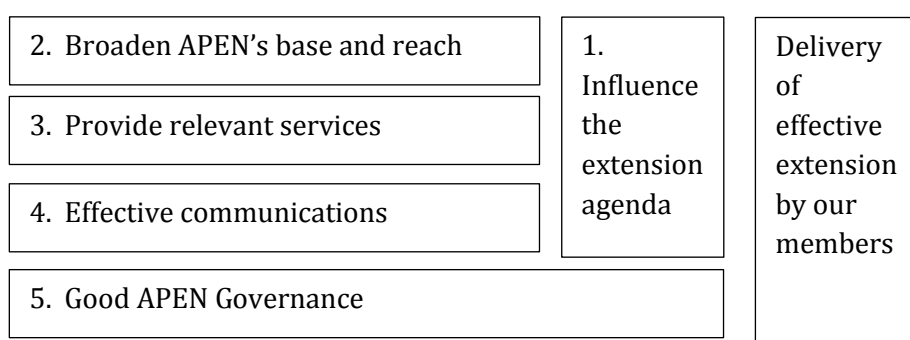 2. Broaden APEN’s base and reach
3. Provide relevant services
4. Effective communications
5. Good APEN Governance
1.
Influence
the
extension
agenda
Delivery
of
effective
extension
by our
members